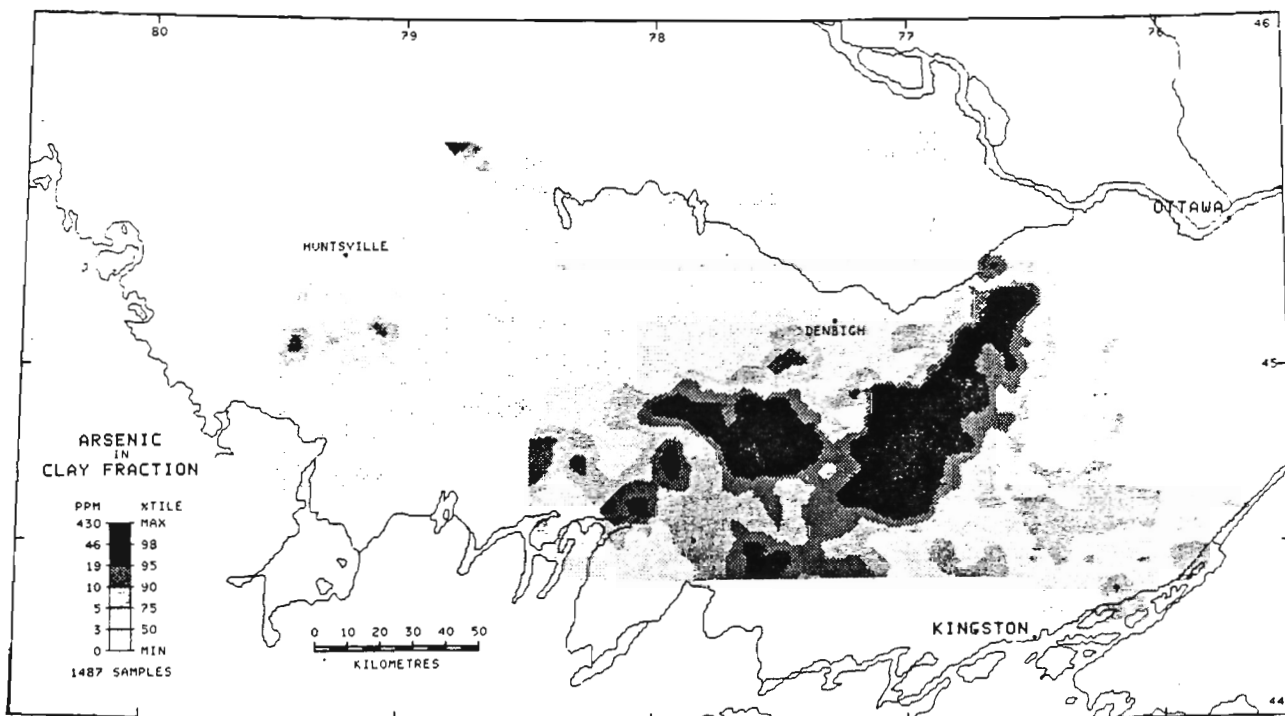 80 79 78 77 76 46
OTTAWA
HUNTSVILLE
DENBIGH
45
ARSENIC
IN
CLAY FRACTION
PPM %TILE
430 MAX
46 98
19 95
10 90
5 75
3 50
0 MIN
1487 SAMPLES
0 10 20 30 40 50
KILOMETRES
KINGSTON
44